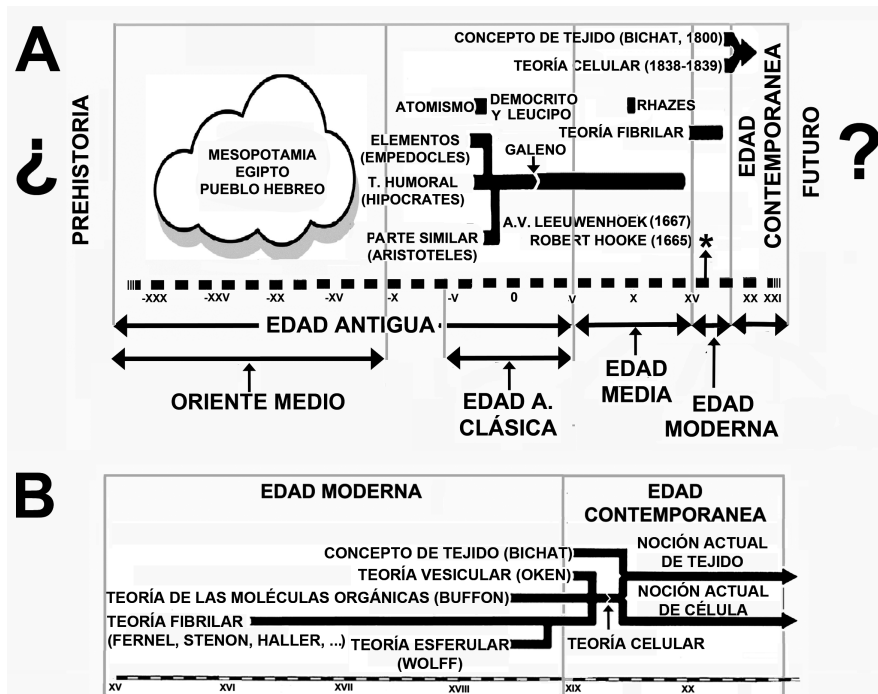 A
CONCEPTO DE TEJIDO (BICHAT, 1800)
TEORÍA CELULAR (1838-1839)
¿
PREHISTORIA
MESOPOTAMIA
EGIPTO
PUEBLO HEBREO
ATOMISMO
DEMOCRITO
Y LEUCIPO
RHAZES
TEORÍA FIBRILAR
ELEMENTOS
(EMPEDOCLES)
GALENO
T. HUMORAL
(HIPOCRATES)
A.V. LEEUWENHOEK (1667)
ROBERT HOOKE (1665) *
PARTE SIMILAR
(ARISTOTELES)
EDAD
CONTEMPORANEA
FUTURO
?
-XXX -XXV -XX -XV -X -V 0 V X XV XX XXI
EDAD ANTIGUA
ORIENTE MEDIO
EDAD A.
CLÁSICA
EDAD
MEDIA
EDAD
MODERNA
B
EDAD MODERNA
EDAD
CONTEMPORANEA
CONCEPTO DE TEJIDO (BICHAT)
NOCIÓN ACTUAL
DE TEJIDO
TEORÍA VESICULAR (OKEN)
TEORÍA DE LAS MOLÉCULAS ORGÁNICAS (BUFFON)
NOCIÓN ACTUAL
DE CÉLULA
TEORÍA FIBRILAR
(FERNEL, STENON, HALLER, ...)
TEORÍA ESFERULAR
(WOLFF)
TEORÍA CELULAR
XV XVI XVII XVIII XIX XX